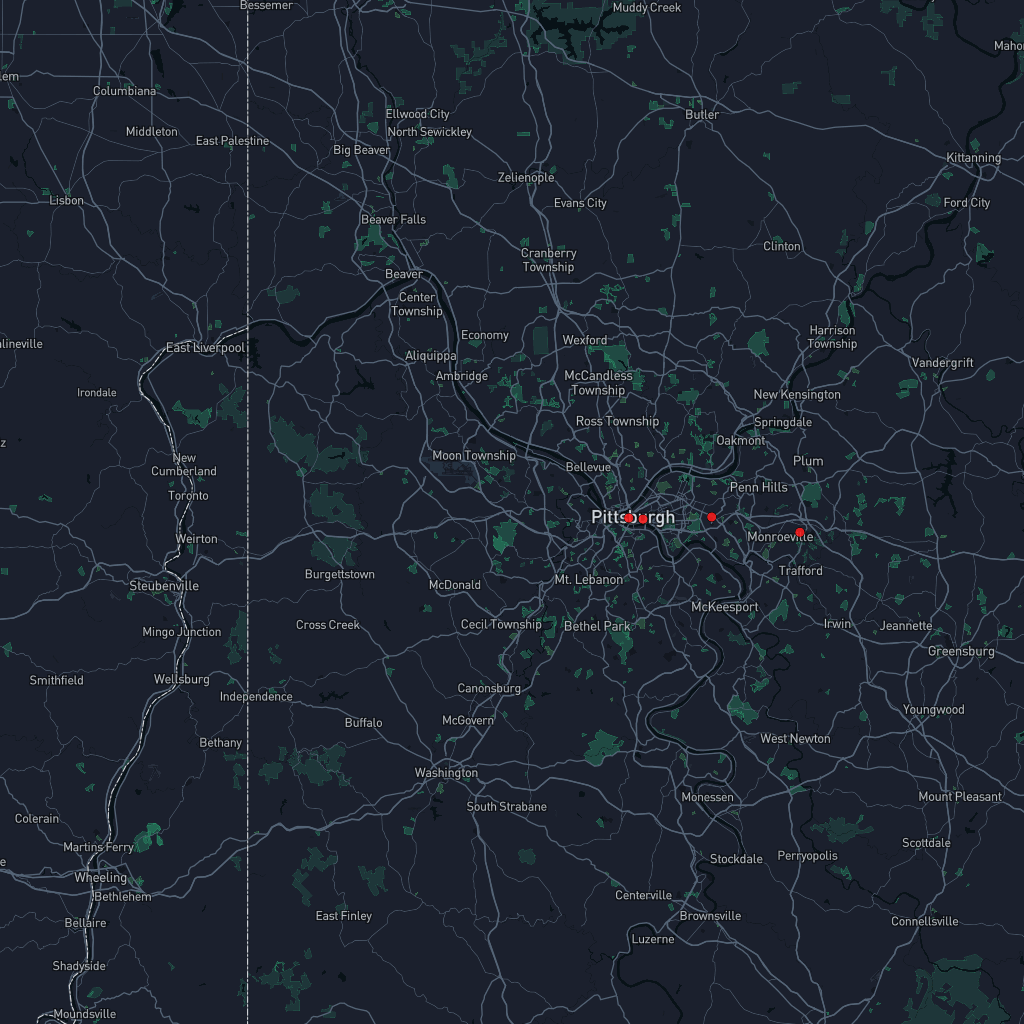 Bessemer
Muddy Creek
Columbiana
Ellwood City
Butler
Middleton
North Sewickley
East Palestine
Big Beaver
Kittanning
Zelienople
Lisbon
Evans City
Ford City
Beaver Falls
Clinton
Cranberry
Township
Beaver
Center
Township
Economy
Harrison
Township
Wexford
East Liverpool
Aliquippa
Vandergrift
Ambridge
McCandless
Township
Irondale
New Kensington
Ross Township
Springdale
Oakmont
Moon Township
Bellevue
Plum
New
Cumberland
Penn Hills
Toronto
Pittsburgh
Weirton
Monroeville
Burgettstown
Trafford
Steubenville
McDonald
Mt. Lebanon
McKeesport
Mingo Junction
Cross Creek
Cecil Township
Bethel Park
Irwin
Jeannette
Greensburg
Smithfield
Wellsburg
Independence
Canonsburg
Youngwood
Buffalo
McGovern
Bethany
West Newton
Washington
Monessen
Mount Pleasant
South Strabane
Colerain
Martins Ferry
Scottdale
Stockdale
Perryopolis
Wheeling
Bethlehem
Centerville
East Finley
Brownsville
Bellaire
Connellsville
Luzerne
Shadyside
Moundsville